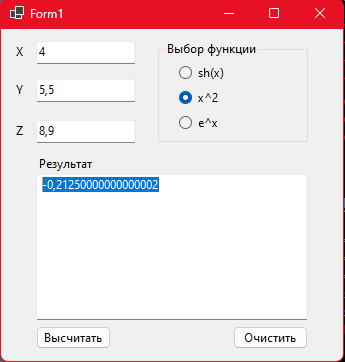 Form1
X 4
Y 5,5
Z 8,9
Выбор функции
sh(x)
x^2
e^x
Результат
-0,21250000000000002
Высчитать Очистить